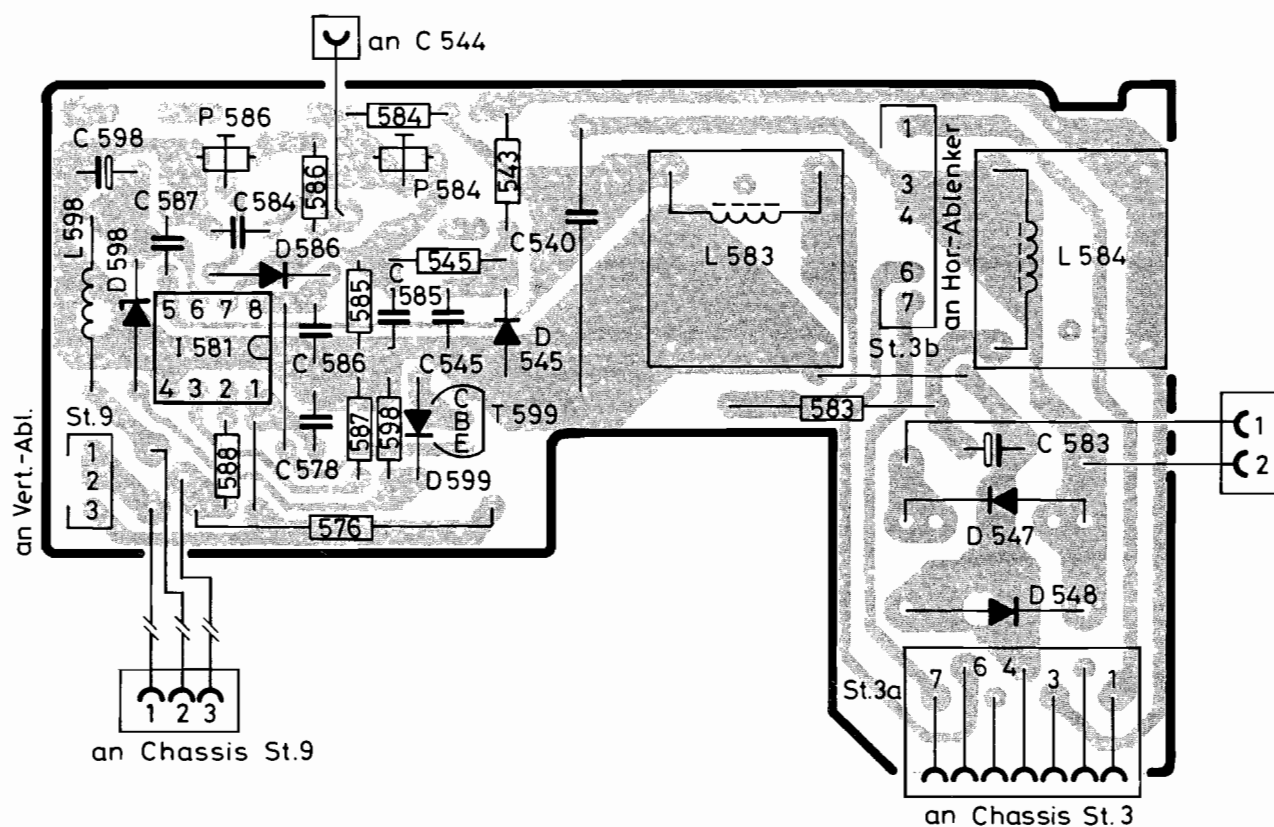 an C 544
P 586
584
C 598
P 584
586
543
C 587
C 584
L 598
D 598
D 586
C 540
L 583
1
3
4
6
7
an Hor.-Ablenker
St.3b
L 584
545
C 585
585
5 6 7 8
I 581
4 3 2 1
C 586
C 545
D 545
587
598
C
B
E
T 599
583
C 578
D 599
588
576
an Vert.-Abl.
St.9
1
2
3
C 583
1
2
D 547
D 548
St.3a
7 6 4 3 1
1 2 3
an Chassis St.9
an Chassis St. 3